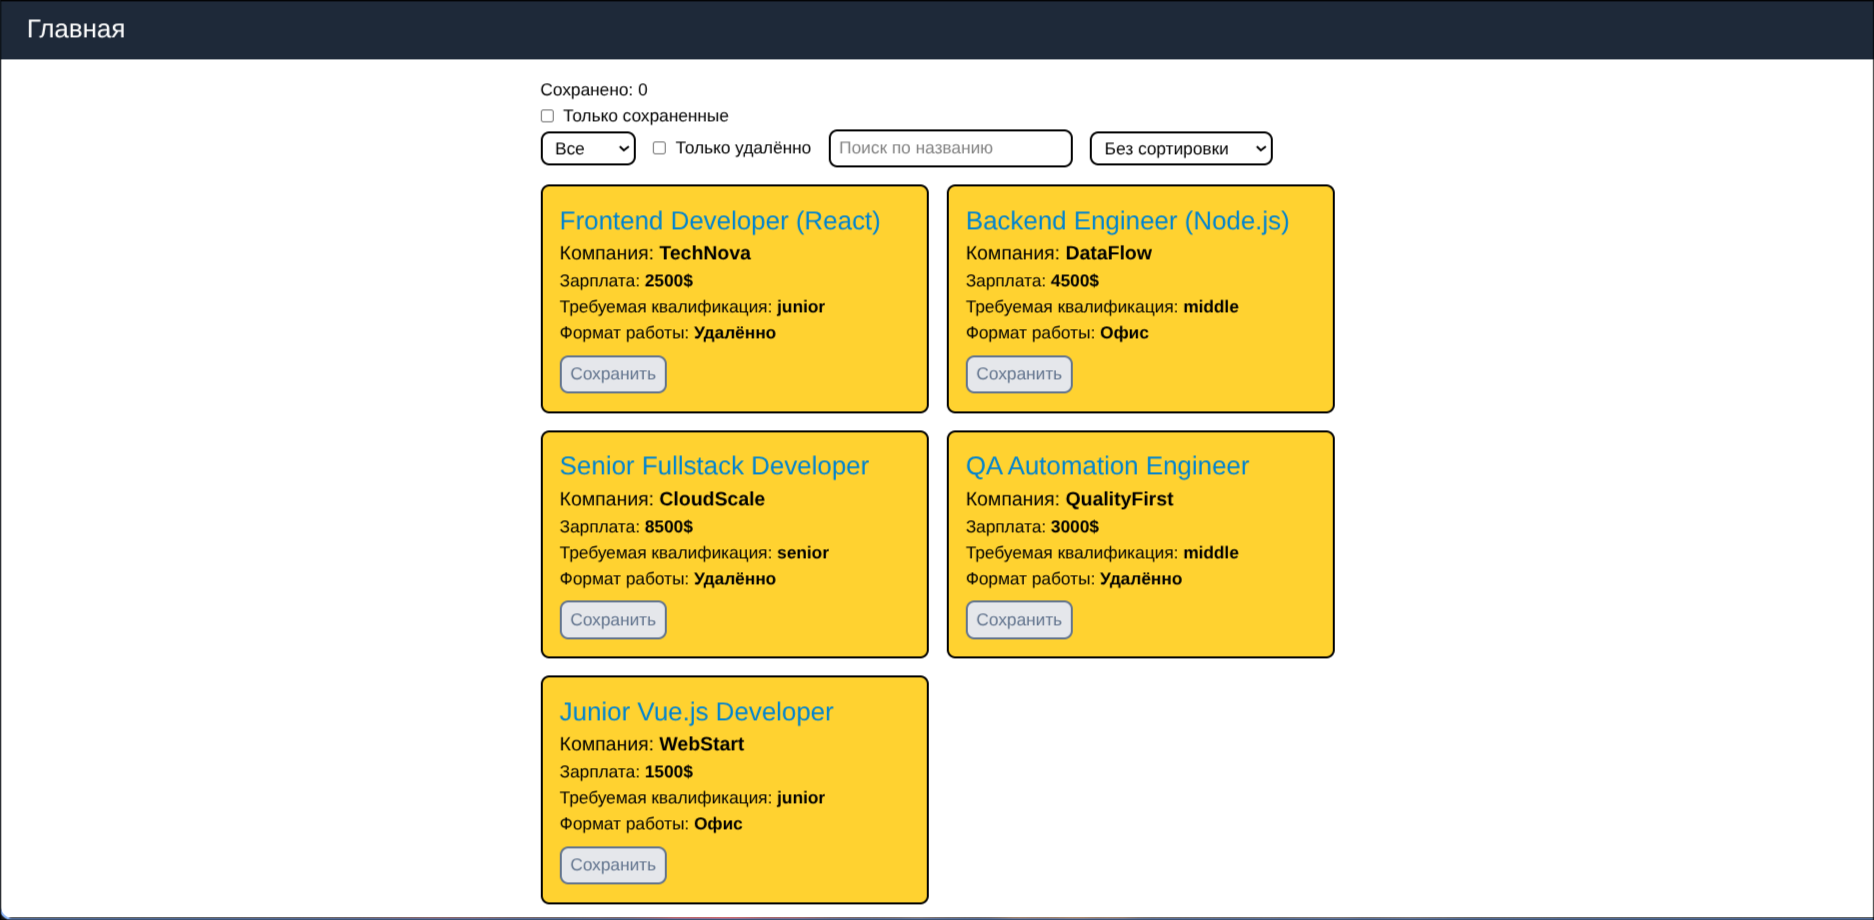 Главная
Сохранено: 0
Только сохраненные
Все Только удалённо Поиск по названию Без сортировки
Frontend Developer (React)
Компания: TechNova
Зарплата: 2500$
Требуемая квалификация: junior
Формат работы: Удалённо
Сохранить
Backend Engineer (Node.js)
Компания: DataFlow
Зарплата: 4500$
Требуемая квалификация: middle
Формат работы: Офис
Сохранить
Senior Fullstack Developer
Компания: CloudScale
Зарплата: 8500$
Требуемая квалификация: senior
Формат работы: Удалённо
Сохранить
QA Automation Engineer
Компания: QualityFirst
Зарплата: 3000$
Требуемая квалификация: middle
Формат работы: Удалённо
Сохранить
Junior Vue.js Developer
Компания: WebStart
Зарплата: 1500$
Требуемая квалификация: junior
Формат работы: Офис
Сохранить